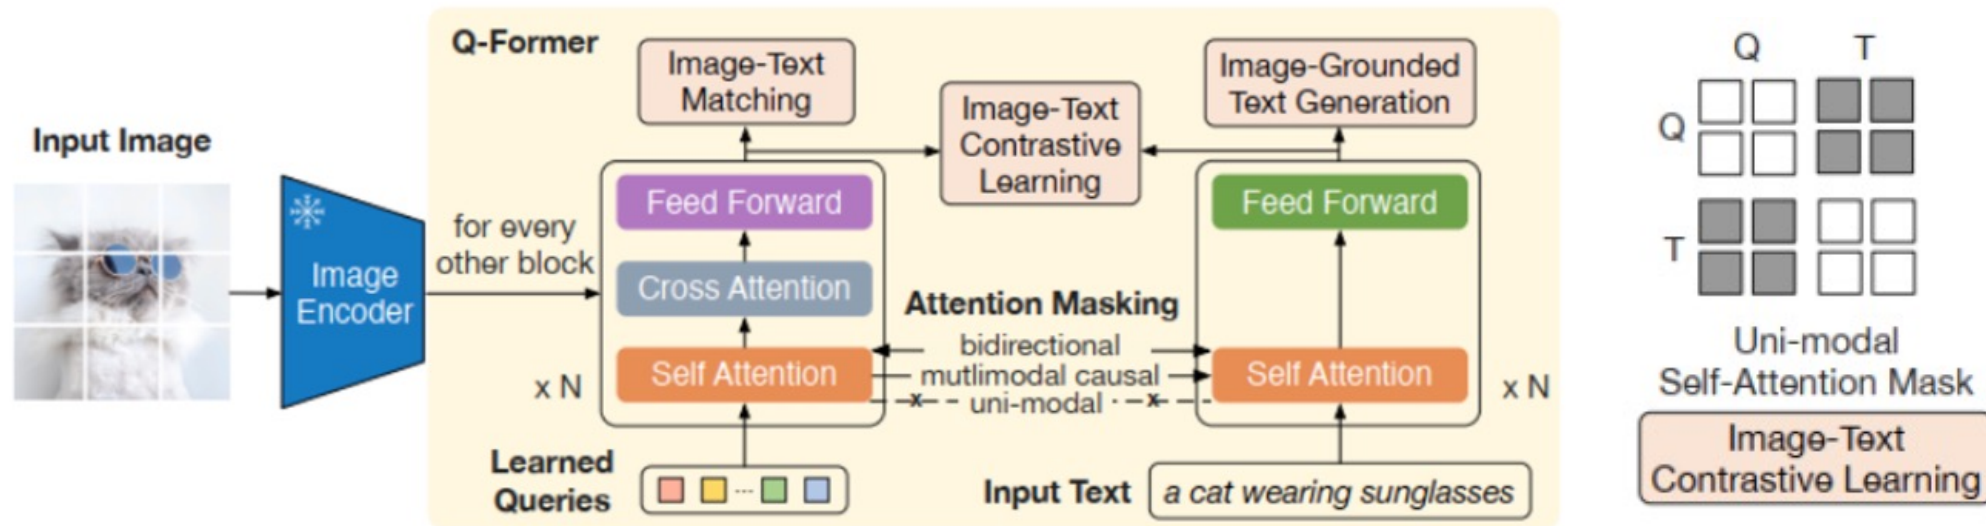 Q-Former
Input Image
Image
Encoder
for every
other block
Image-Text
Matching
Image-Text
Contrastive
Learning
Image-Grounded
Text Generation
Feed Forward
Cross Attention
Self Attention
x N
Attention Masking
bidirectional
mutlimodal causal
x uni-modal x
Feed Forward
Self Attention
x N
Learned
Queries
...
Input Text
a cat wearing sunglasses
Q T
Q
T
Uni-modal
Self-Attention Mask
Image-Text
Contrastive Learning